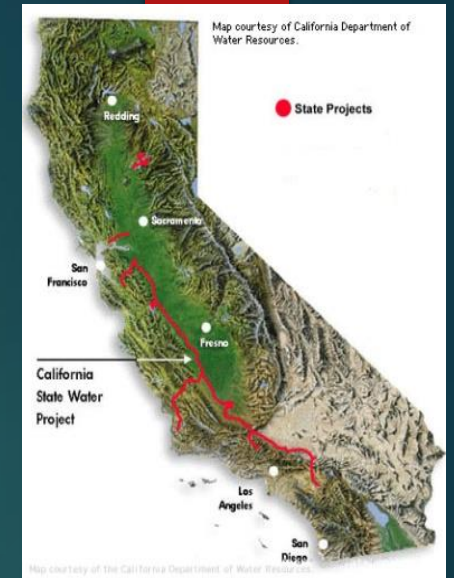 Map courtesy of California Department of
Water Resources.
State Projects
Redding
Sacramento
San
Francisco
Fresno
California
State Water
Project
Los
Angeles
San
Diego
Map courtesy of the California Department of Water Resources.